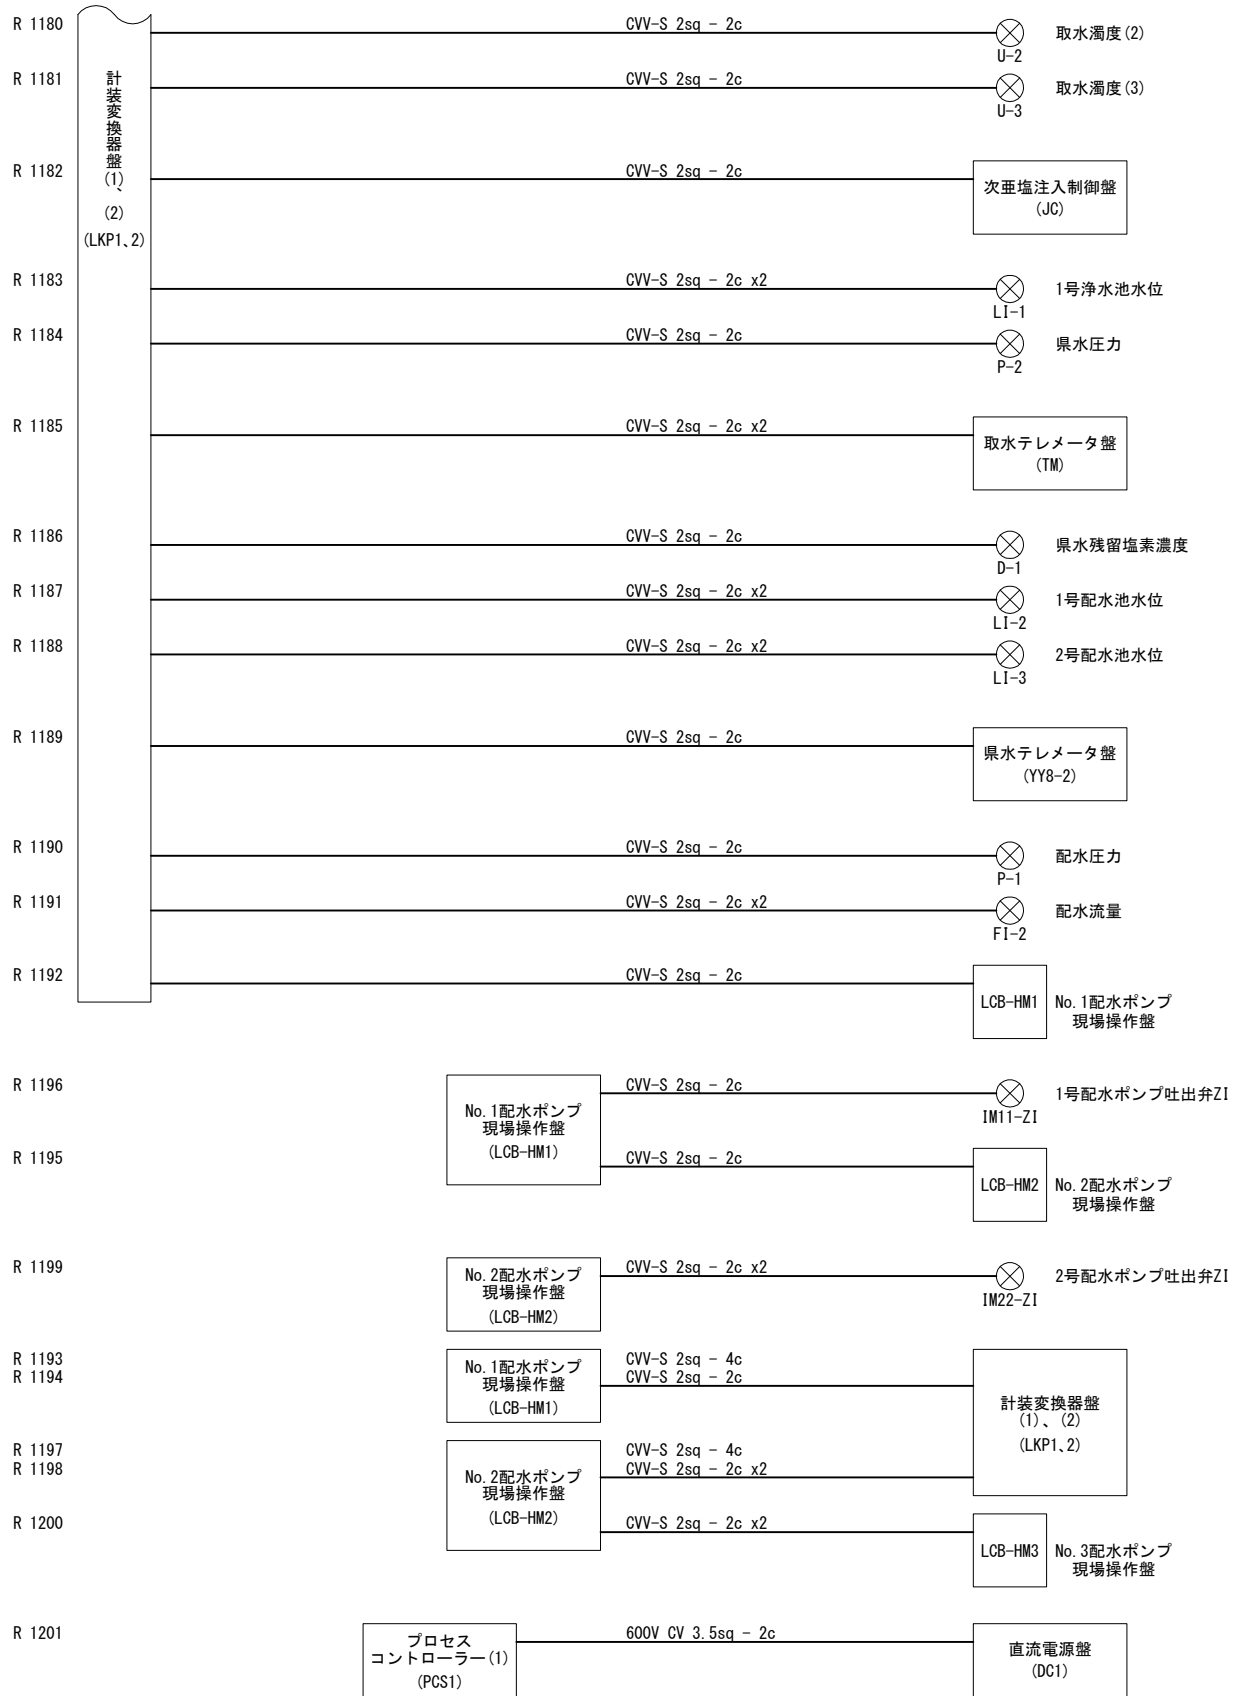 R 1180
CVV-S 2sq - 2c
U-2
取水濁度(2)
R 1181
計装変換器盤(1)、(2)
(LKP1、2)
CVV-S 2sq - 2c
U-3
取水濁度(3)
R 1182
CVV-S 2sq - 2c
次亜塩注入制御盤
(JC)
R 1183
CVV-S 2sq - 2c x2
LI-1
1号浄水池水位
R 1184
CVV-S 2sq - 2c
P-2
県水圧力
R 1185
CVV-S 2sq - 2c x2
取水テレメータ盤
(TM)
R 1186
CVV-S 2sq - 2c
D-1
県水残留塩素濃度
R 1187
CVV-S 2sq - 2c x2
LI-2
1号配水池水位
R 1188
CVV-S 2sq - 2c x2
LI-3
2号配水池水位
R 1189
CVV-S 2sq - 2c
県水テレメータ盤
(YY8-2)
R 1190
CVV-S 2sq - 2c
P-1
配水圧力
R 1191
CVV-S 2sq - 2c x2
FI-2
配水流量
R 1192
CVV-S 2sq - 2c
LCB-HM1
No.1配水ポンプ
現場操作盤
R 1196
No.1配水ポンプ
現場操作盤
(LCB-HM1)
CVV-S 2sq - 2c
IM11-ZI
1号配水ポンプ吐出弁ZI
R 1195
CVV-S 2sq - 2c
LCB-HM2
No.2配水ポンプ
現場操作盤
R 1199
No.2配水ポンプ
現場操作盤
(LCB-HM2)
CVV-S 2sq - 2c x2
IM22-ZI
2号配水ポンプ吐出弁ZI
R 1193
R 1194
No.1配水ポンプ
現場操作盤
(LCB-HM1)
CVV-S 2sq - 4c
CVV-S 2sq - 2c
計装変換器盤
(1)、(2)
(LKP1、2)
R 1197
R 1198
No.2配水ポンプ
現場操作盤
(LCB-HM2)
CVV-S 2sq - 4c
CVV-S 2sq - 2c x2
R 1200
CVV-S 2sq - 2c x2
LCB-HM3
No.3配水ポンプ
現場操作盤
R 1201
プロセス
コントローラー(1)
(PCS1)
600V CV 3.5sq - 2c
直流電源盤
(DC1)